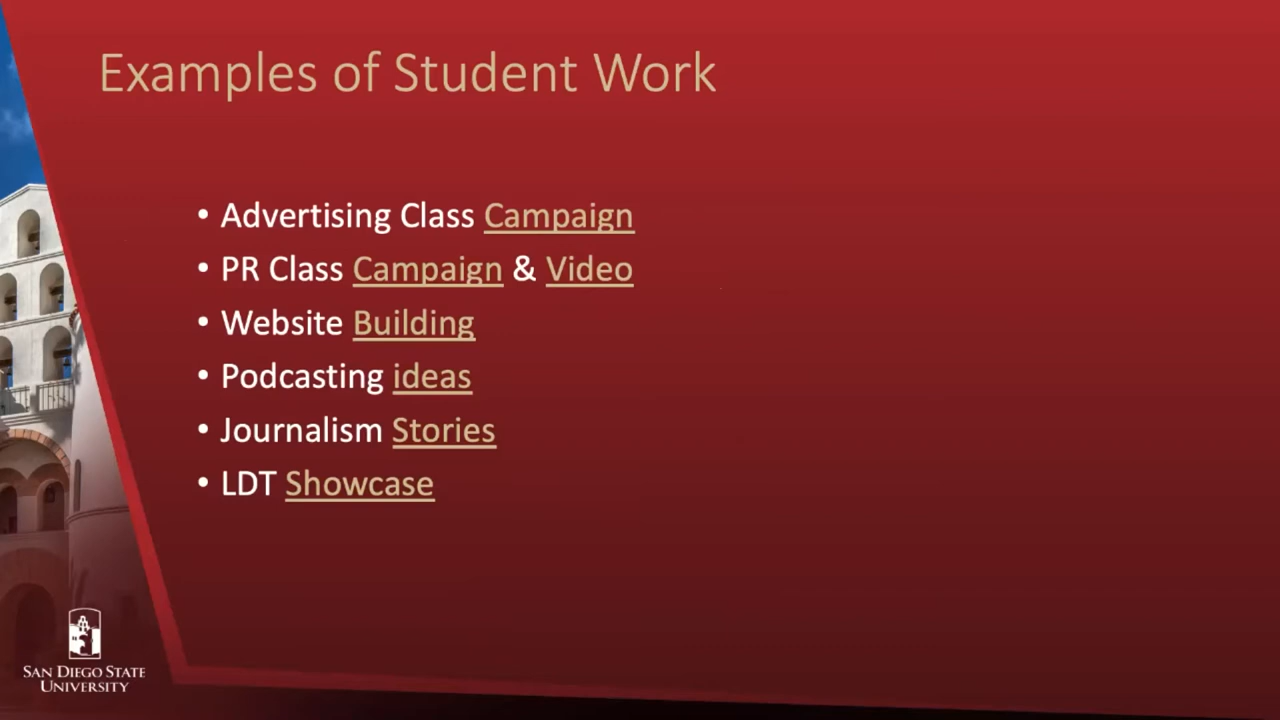 Examples of Student Work
• Advertising Class Campaign
• PR Class Campaign & Video
• Website Building
• Podcasting ideas
• Journalism Stories
• LDT Showcase
SAN DIEGO STATE
UNIVERSITY